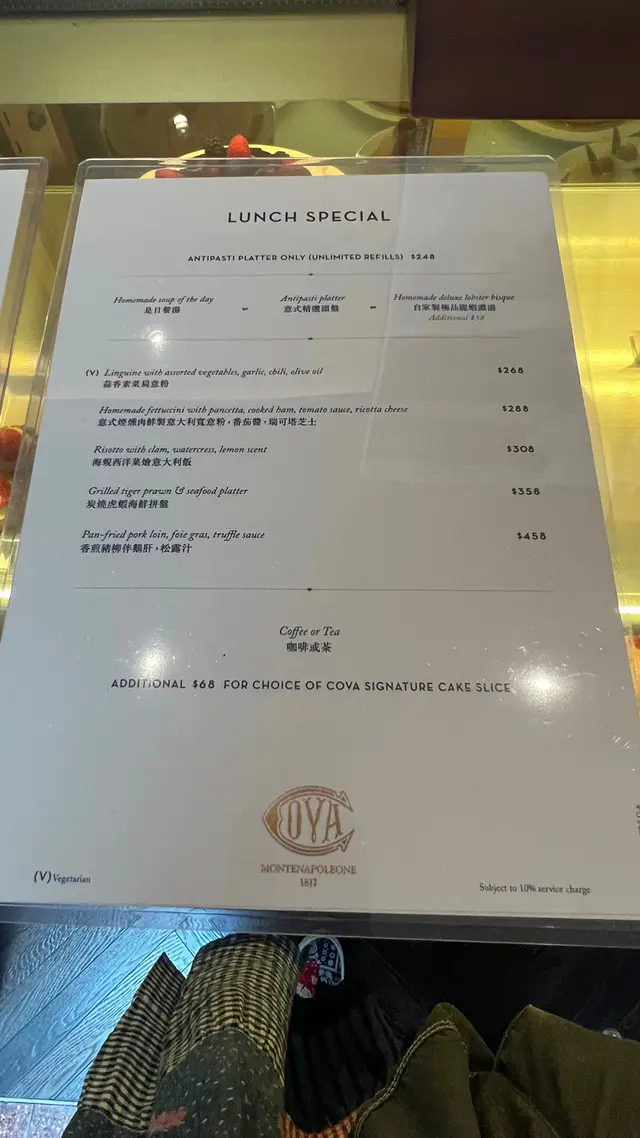 LUNCH SPECIAL
ANTIPASTI PLATTER ONLY (UNLIMITED REFILLS) $248
Homemade soup of the day or Antipasti platter or Homemade deluxe lobster bisque
是日餐湯 意式精選頭盤 自家製極品龍蝦濃湯
Additional $58
(V) Linguine with assorted vegetables, garlic, chili, olive oil $268
蒜香素菜扁意粉
Homemade fettuccini with pancetta, cooked ham, tomato sauce, ricotta cheese $288
意式煙燻肉鮮製意大利寬意粉，番茄醬，瑞可塔芝士
Risotto with clam, watercress, lemon scent $308
海蜆西洋菜燴意大利飯
Grilled tiger prawn & seafood platter $358
炭燒虎蝦海鮮拼盤
Pan-fried pork loin, foie gras, truffle sauce $458
香煎豬柳伴鵝肝，松露汁
Coffee or Tea
咖啡或茶
ADDITIONAL $68 FOR CHOICE OF COVA SIGNATURE CAKE SLICE
COVA
MONTENAPOLEONE
1817
(V) Vegetarian
Subject to 10% service charge